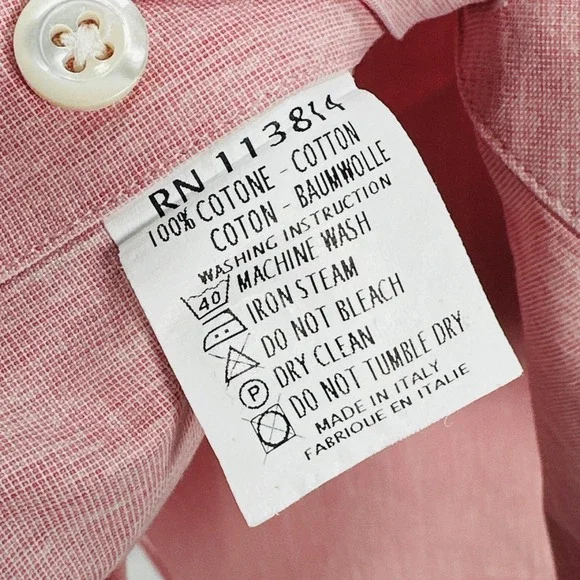 RN 113814
100% COTONE - COTTON
COTON - BAUMWOLLE
WASHING INSTRUCTION
40 MACHINE WASH
IRON STEAM
DO NOT BLEACH
P DRY CLEAN
DO NOT TUMBLE DRY
MADE IN ITALY
FABRIQUE EN ITALIE